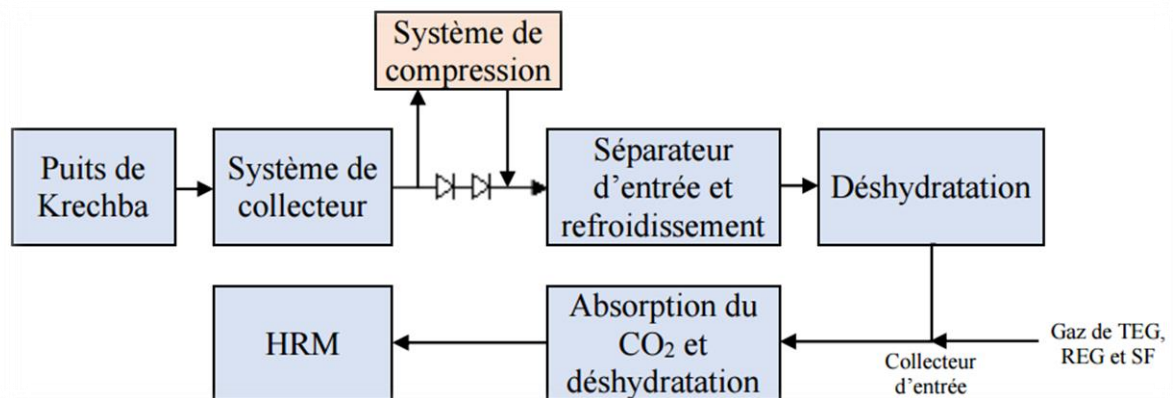 Système de
compression
Puits de
Krechba
Système de
collecteur
Séparateur
d'entrée et
refroidissement
Déshydratation
HRM
Absorption du
CO₂ et
déshydratation
Collecteur
d'entrée
Gaz de TEG,
REG et SF